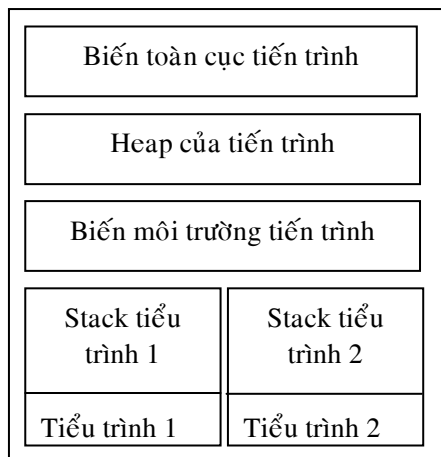 Biến toàn cục tiến trình
Heap của tiến trình
Biến môi trường tiến trình
Stack tiểu
trình 1
Stack tiểu
trình 2
Tiểu trình 1
Tiểu trình 2